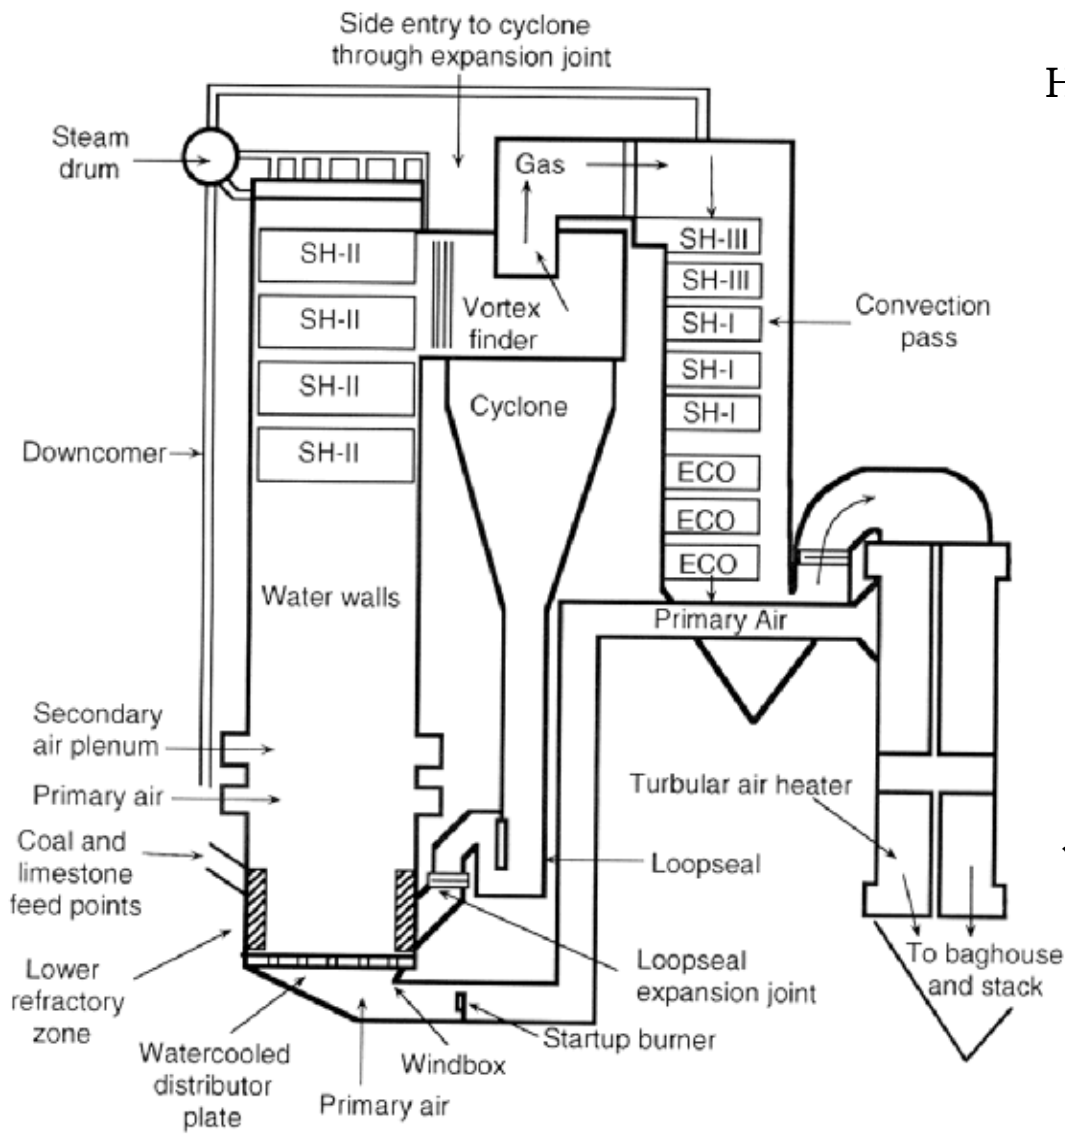 Side entry to cyclone
through expansion joint
H
Steam
drum
Gas
SH-II
SH-II
SH-II
SH-II
Vortex
finder
SH-III
SH-III
SH-I
SH-I
SH-I
Convection
pass
Cyclone
Downcomer
ECO
ECO
ECO
Water walls
Primary Air
Secondary
air plenum
Primary air
Turbular air heater
Coal and
limestone
feed points
Loopseal
Lower
refractory
zone
Loopseal
expansion joint
To baghouse
and stack
Startup burner
Windbox
Watercooled
distributor
plate
Primary air